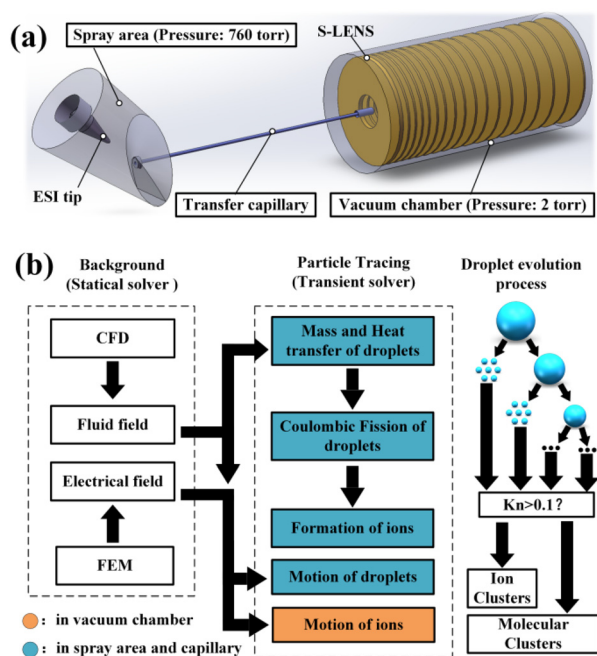 (a)
Spray area (Pressure: 760 torr)
S-LENS
ESI tip
Transfer capillary
Vacuum chamber (Pressure: 2 torr)
(b)
Background
(Statical solver )
Particle Tracing
(Transient solver)
Droplet evolution
process
CFD
Fluid field
Electrical field
FEM
Mass and Heat
transfer of droplets
Coulombic Fission of
droplets
Formation of ions
Motion of droplets
Motion of ions
Kn>0.1?
Ion
Clusters
Molecular
Clusters
: in vacuum chamber
: in spray area and capillary